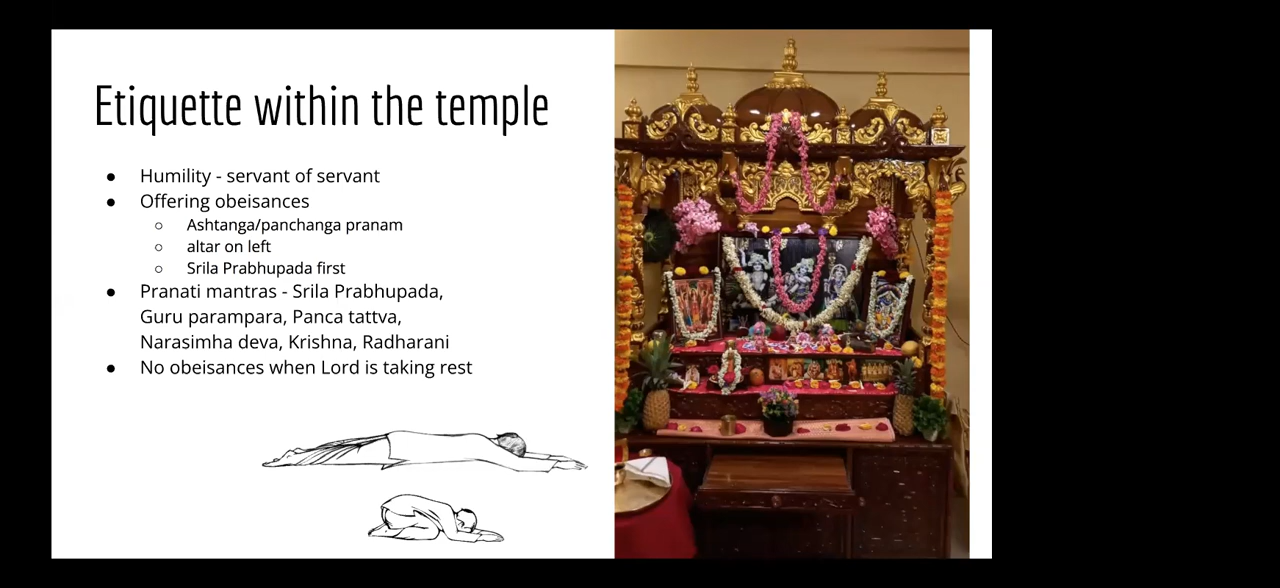 Etiquette within the temple
● Humility - servant of servant
● Offering obeisances
○ Ashtanga/panchanga pranam
○ altar on left
○ Srila Prabhupada first
● Pranati mantras - Srila Prabhupada,
Guru parampara, Panca tattva,
Narasimha deva, Krishna, Radharani
● No obeisances when Lord is taking rest